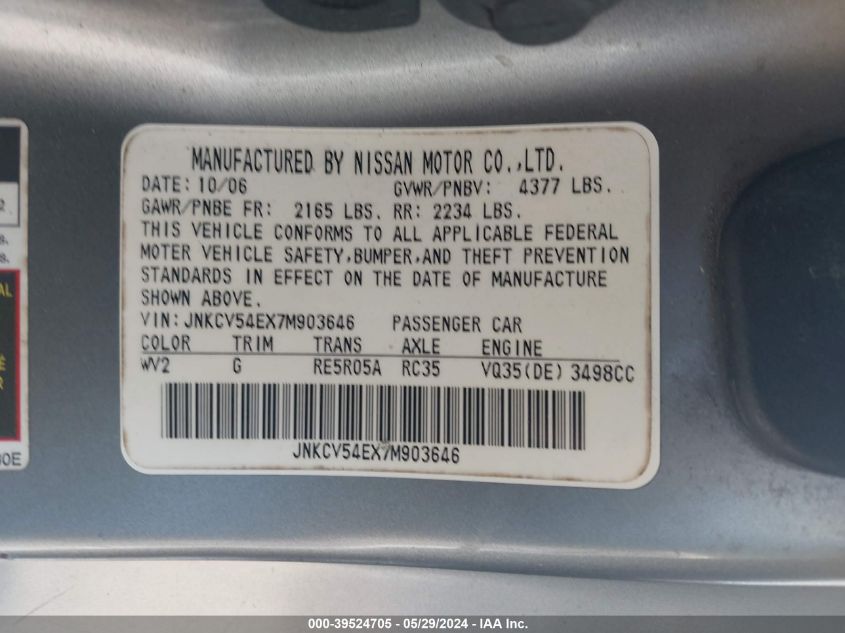 MANUFACTURED BY NISSAN MOTOR CO.,LTD.
DATE: 10/06 GVWR/PNBV: 4377 LBS.
GAWR/PNBE FR: 2165 LBS. RR: 2234 LBS.
THIS VEHICLE CONFORMS TO ALL APPLICABLE FEDERAL
MOTER VEHICLE SAFETY,BUMPER,AND THEFT PREVENTION
STANDARDS IN EFFECT ON THE DATE OF MANUFACTURE
SHOWN ABOVE.
VIN: JNKCV54EX7M903646 PASSENGER CAR
COLOR TRIM TRANS AXLE ENGINE
WV2 G RE5R05A RC35 VQ35(DE) 3498CC
JNKCV54EX7M903646
000-39524705 - 05/29/2024 - IAA Inc.